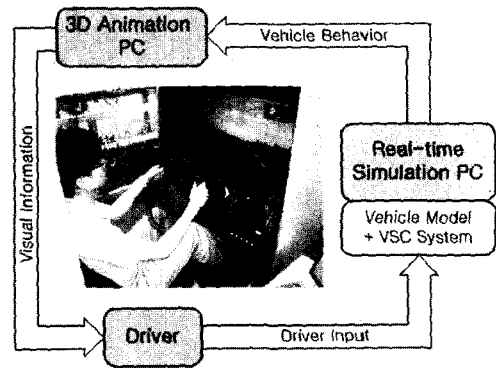 3D Animation
PC
Vehicle Behavior
Visual Information
Real-time
Simulation PC
Vehicle Model
+ VSC System
Driver
Driver Input